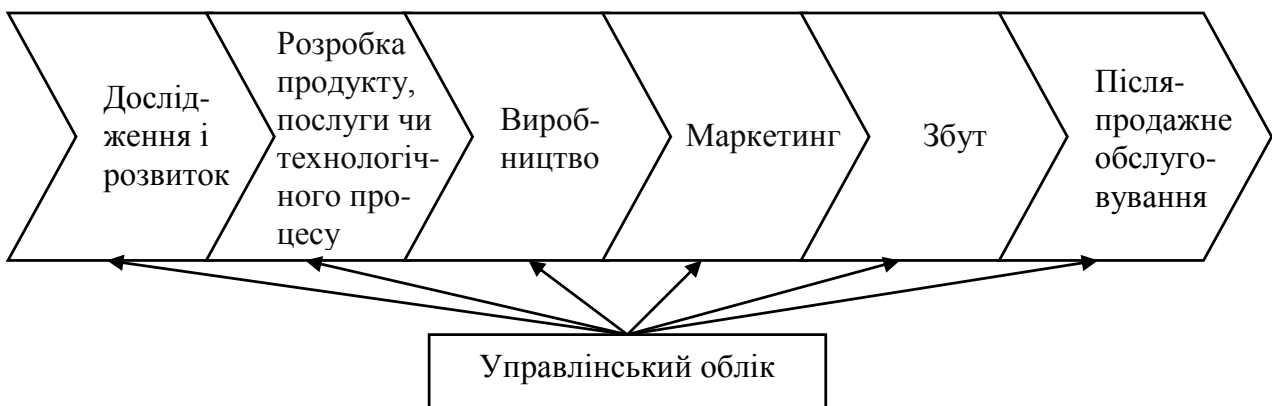 Дослід-
ження і
розвиток
Розробка
продукту,
послуги чи
технологіч-
ного про-
цесу
Вироб-
ництво
Маркетинг
Збут
Після-
продажне
обслуго-
вування
Управлінський облік